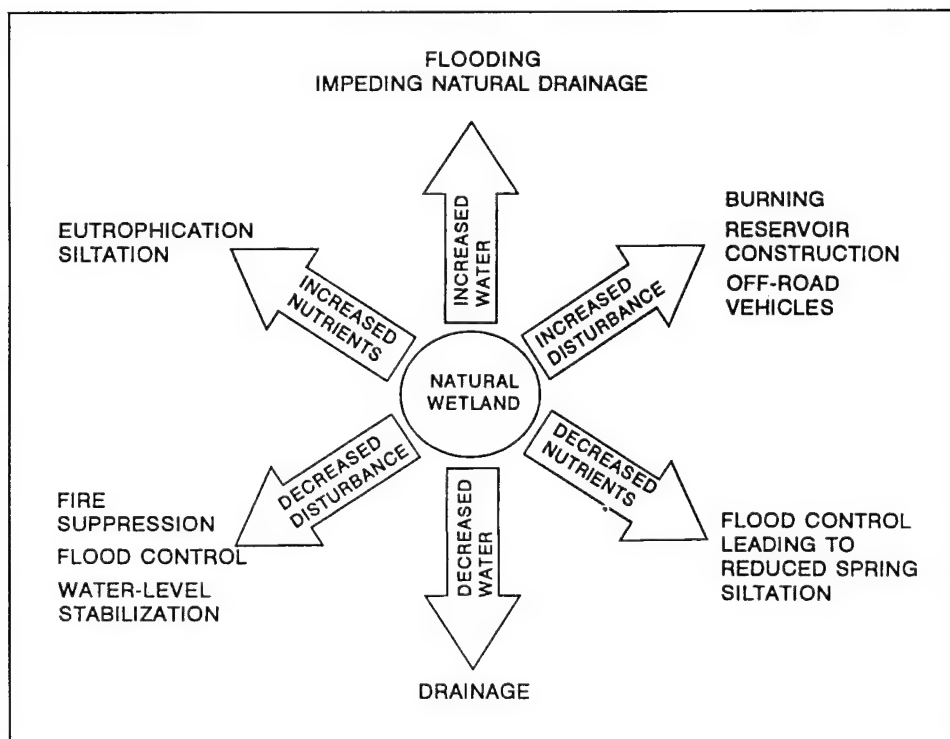 FLOODING
IMPEDING NATURAL DRAINAGE
INCREASED
WATER
EUTROPHICATION
SILTATION
INCREASED
NUTRIENTS
BURNING
RESERVOIR
CONSTRUCTION
OFF-ROAD
VEHICLES
INCREASED
DISTURBANCE
NATURAL
WETLAND
DECREASED
DISTURBANCE
FIRE
SUPPRESSION
FLOOD CONTROL
WATER-LEVEL
STABILIZATION
DECREASED
WATER
DRAINAGE
DECREASED
NUTRIENTS
FLOOD CONTROL
LEADING TO
REDUCED SPRING
SILTATION